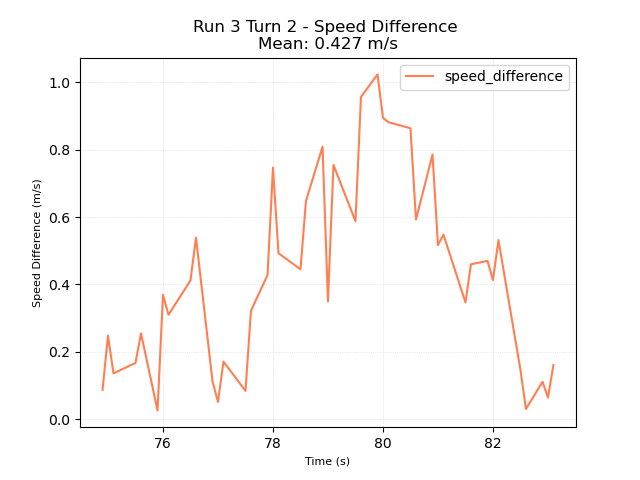 Run 3 Turn 2 - Speed Difference
Mean: 0.427 m/s
speed_difference
Speed Difference (m/s)
1.0
0.8
0.6
0.4
0.2
0.0
76
78
80
82
Time (s)